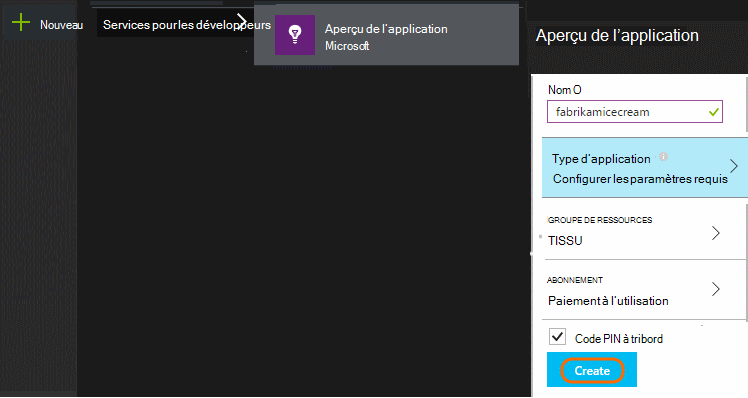 Nouveau
Services pour les développeurs
Aperçu de l'application
Microsoft
Aperçu de l'application
Nom O
fabrikamicecream
Type d'application
Configurer les paramètres requis
GROUPE DE RESSOURCES
TISSU
ABONNEMENT
Paiement à l'utilisation
Code PIN à tribord
Create